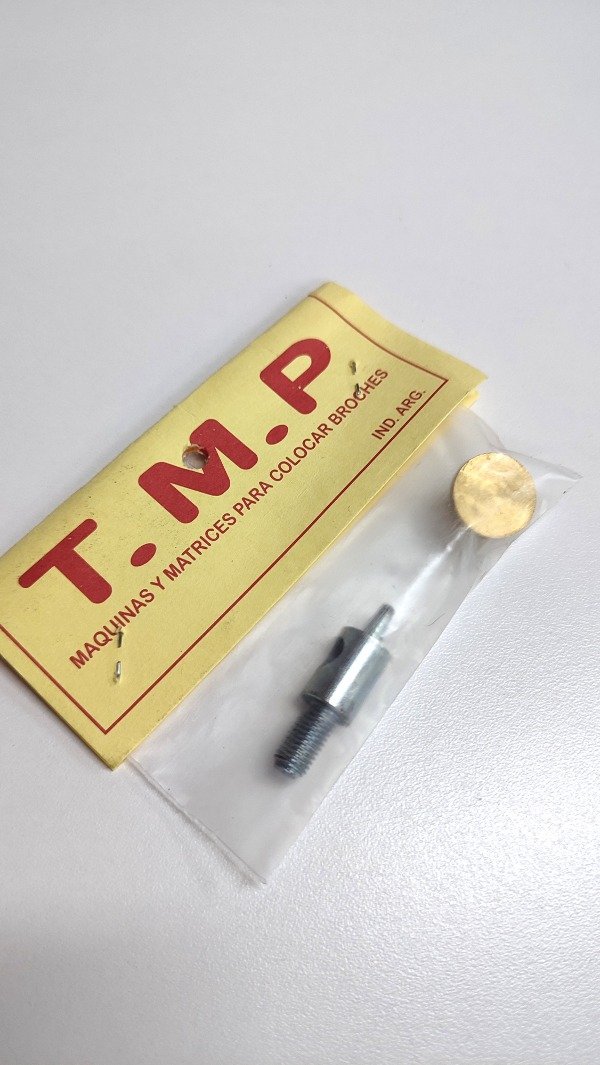 T.M.P
MAQUINAS Y MATRICES PARA COLOCAR BROCHES
IND. ARG.